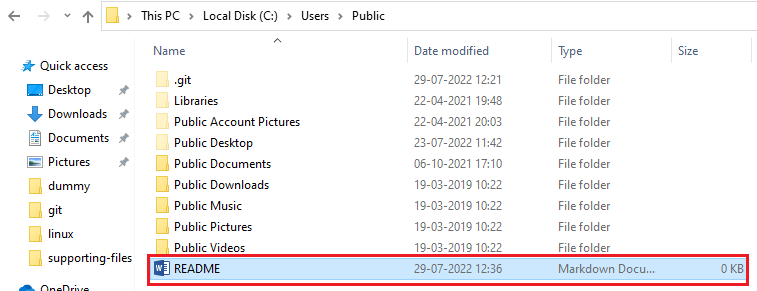 This PC > Local Disk (C:) > Users > Public
Name Date modified Type Size
Quick access
Desktop
Downloads
Documents
Pictures
dummy
git
linux
supporting-files
OneDrive
.git 29-07-2022 12:21 File folder
Libraries 22-04-2021 19:48 File folder
Public Account Pictures 22-04-2021 20:03 File folder
Public Desktop 23-07-2022 11:42 File folder
Public Documents 06-10-2021 17:10 File folder
Public Downloads 19-03-2019 10:22 File folder
Public Music 19-03-2019 10:22 File folder
Public Pictures 19-03-2019 10:22 File folder
Public Videos 19-03-2019 10:22 File folder
README 29-07-2022 12:36 Markdown Docu... 0 KB